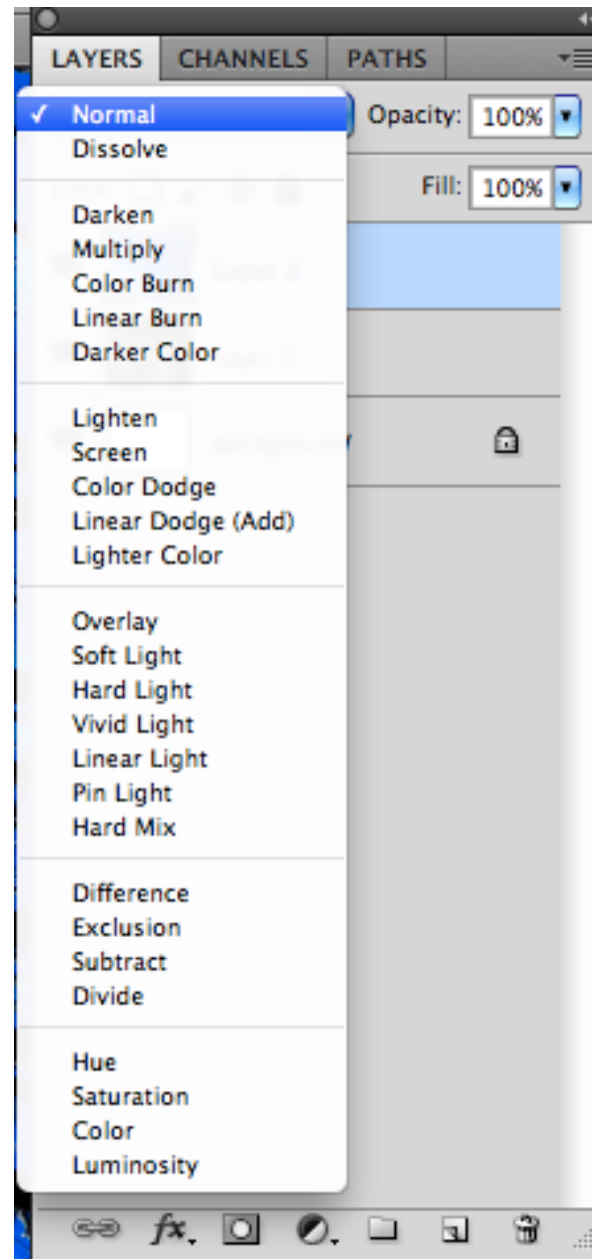 LAYERS CHANNELS PATHS
Normal Opacity: 100%
Dissolve
Fill: 100%
Darken
Multiply
Color Burn
Linear Burn
Darker Color
Lighten
Screen
Color Dodge
Linear Dodge (Add)
Lighter Color
Overlay
Soft Light
Hard Light
Vivid Light
Linear Light
Pin Light
Hard Mix
Difference
Exclusion
Subtract
Divide
Hue
Saturation
Color
Luminosity
fx.